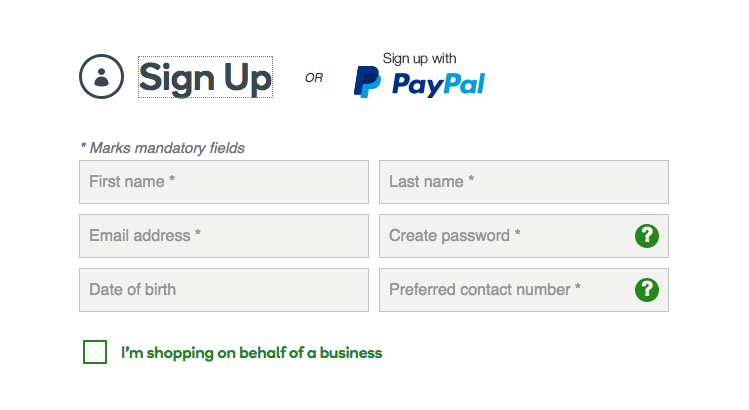 Sign Up
OR
Sign up with
PayPal
* Marks mandatory fields
First name *
Last name *
Email address *
Create password *
?
Date of birth
Preferred contact number *
?
I'm shopping on behalf of a business